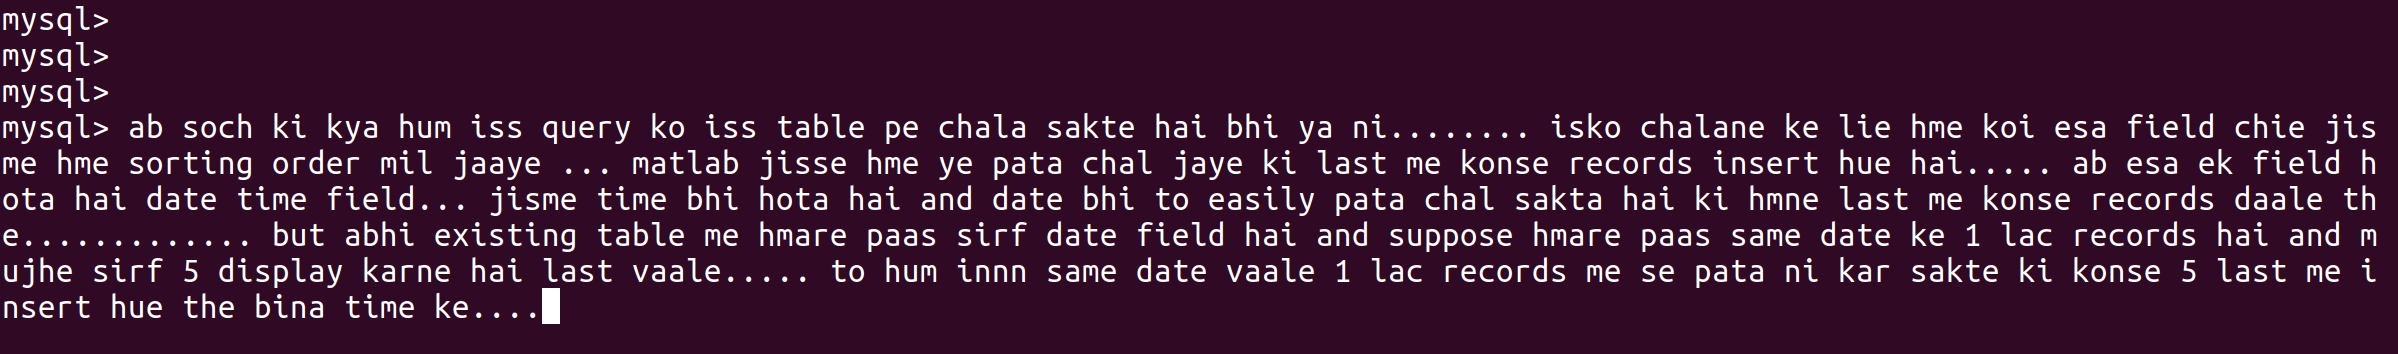 mysql>
mysql>
mysql>
mysql> ab soch ki kya hum iss query ko iss table pe chala sakte hai bhi ya ni........ isko chalane ke lie hme koi esa field chie jis
me hme sorting order mil jaaye ... matlab jisse hme ye pata chal jaye ki last me konse records insert hue hai..... ab esa ek field h
ota hai date time field... jisme time bhi hota hai and date bhi to easily pata chal sakta hai ki hmne last me konse records daale th
e............. but abhi existing table me hmare paas sirf date field hai and suppose hmare paas same date ke 1 lac records hai and m
ujhe sirf 5 display karne hai last vaale..... to hum innn same date vaale 1 lac records me se pata ni kar sakte ki konse 5 last me i
nsert hue the bina time ke....